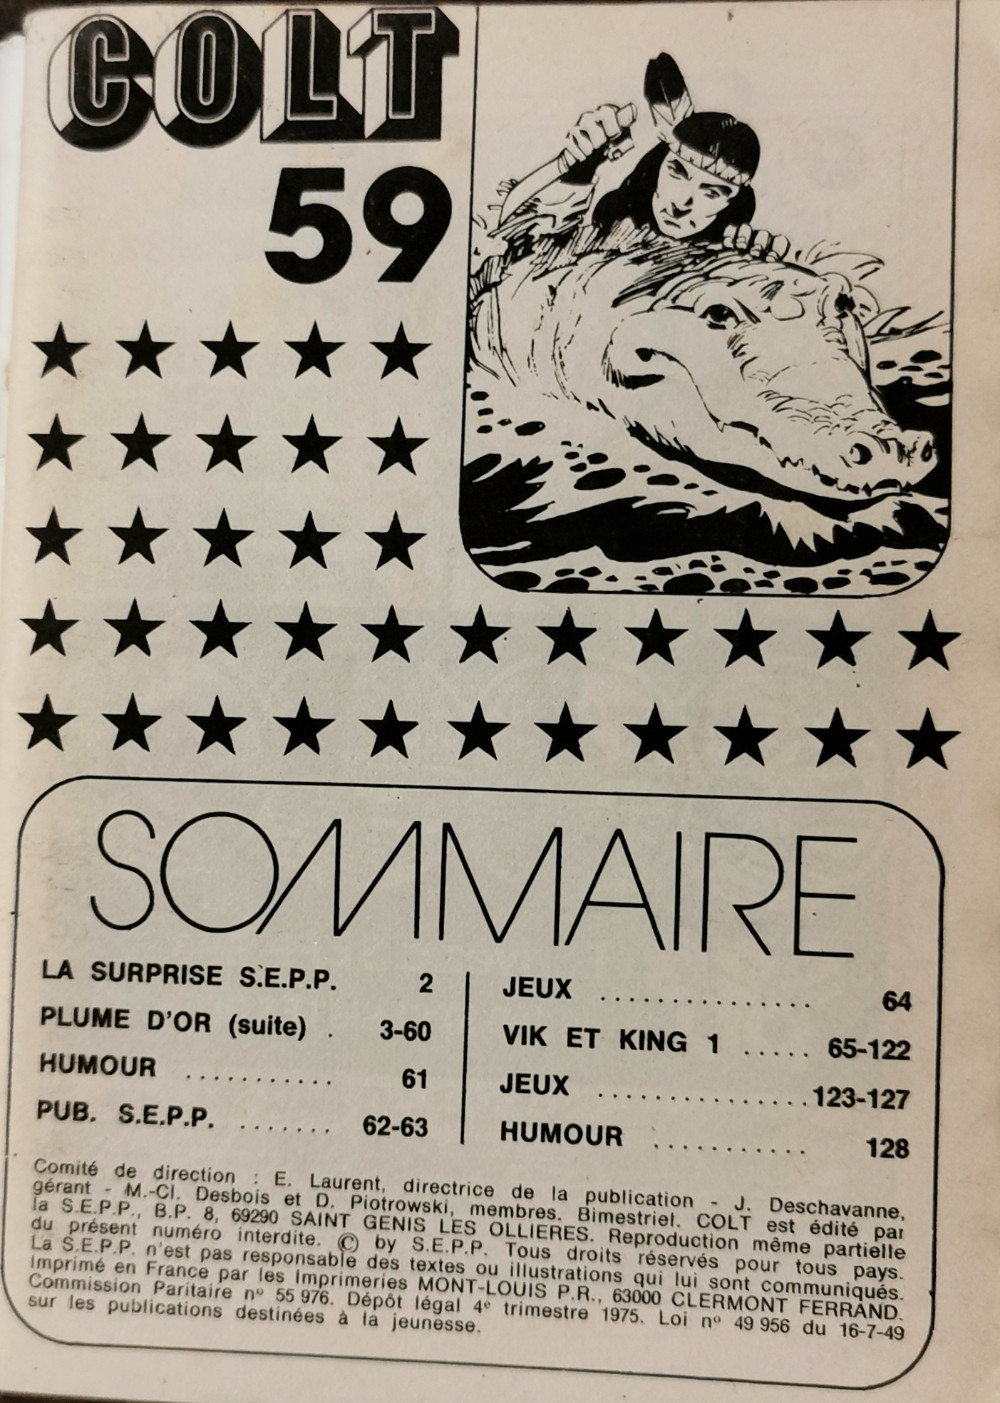 COLT
59
SOMMAIRE
LA SURPRISE S.E.P.P. 2
PLUME D'OR (suite) . 3-60
HUMOUR ........... 61
PUB. S.E.P.P. ....... 62-63
JEUX ............... 64
VIK ET KING 1 ..... 65-122
JEUX ...............123-127
HUMOUR ........... 128
Comité de direction : E. Laurent, directrice de la publication - J. Deschavanne,
gérant - M.-Cl. Desbois et D. Piotrowski, membres. Bimestriel. COLT est édité par
la S.E.P.P., B.P. 8, 69290 SAINT GENIS LES OLLIERES. Reproduction même partielle
du présent numéro interdite. © by S.E.P.P. Tous droits réservés pour tous pays.
La S.E.P.P. n'est pas responsable des textes ou illustrations qui lui sont communiqués.
Imprimé en France par les Imprimeries MONT-LOUIS P.R., 63000 CLERMONT FERRAND.
Commission Paritaire nº 55 976. Dépôt légal 4e trimestre 1975. Loi nº 49 956 du 16-7-49
sur les publications destinées à la jeunesse.